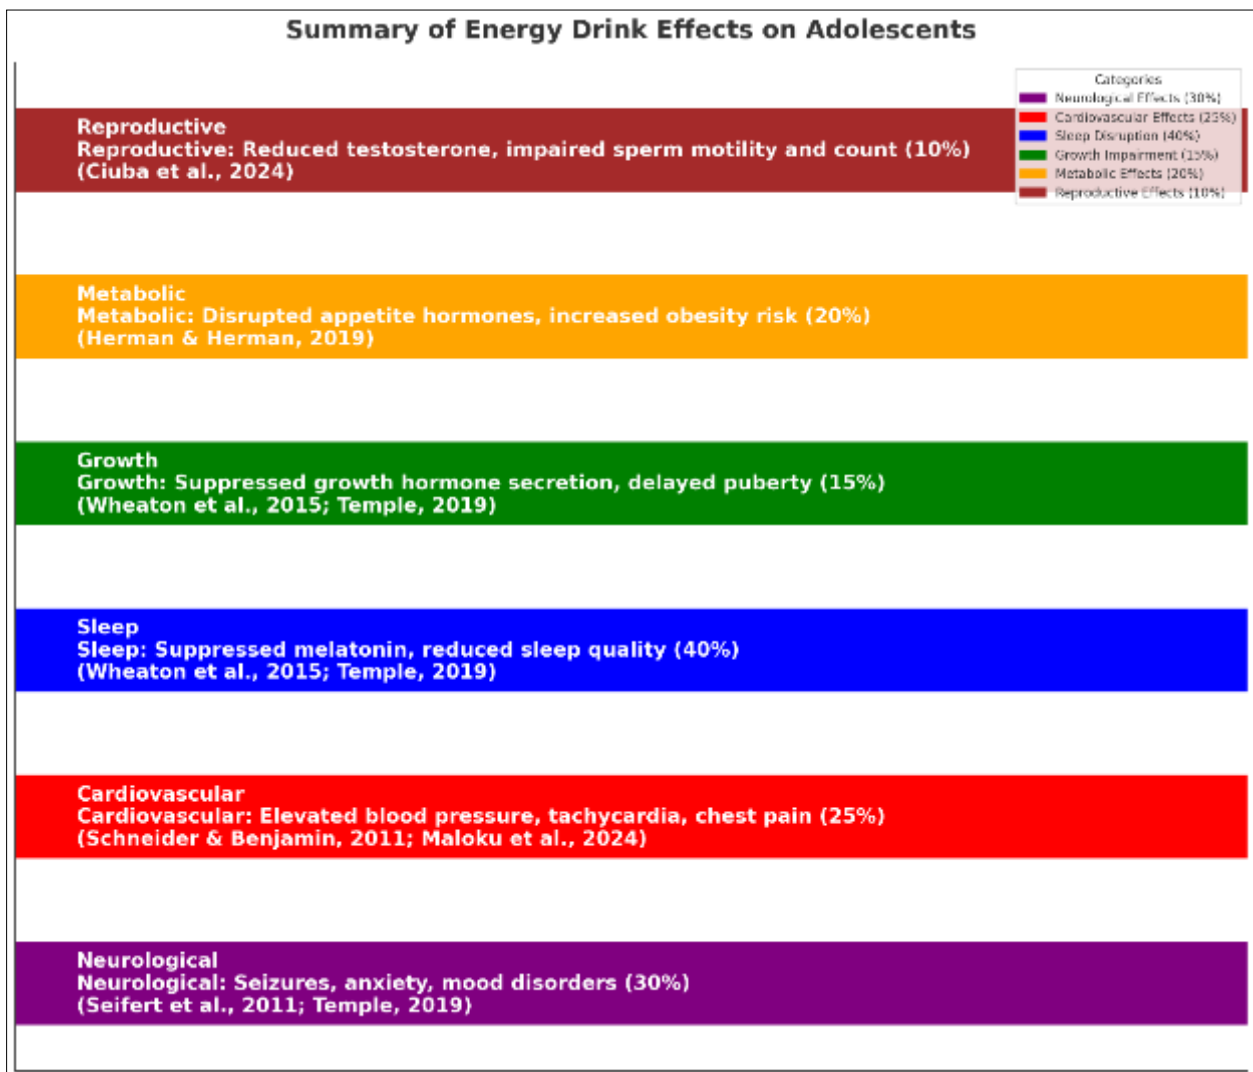 Summary of Energy Drink Effects on Adolescents
Categories
Neurological Effects (30%)
Cardiovascular Effects (25%)
Sleep Disruption (40%)
Growth Impairment (15%)
Metabolic Effects (20%)
Reproductive Effects (10%)
Reproductive
Reproductive: Reduced testosterone, impaired sperm motility and count (10%)
(Ciuba et al., 2024)
Metabolic
Metabolic: Disrupted appetite hormones, increased obesity risk (20%)
(Herman & Herman, 2019)
Growth
Growth: Suppressed growth hormone secretion, delayed puberty (15%)
(Wheaton et al., 2015; Temple, 2019)
Sleep
Sleep: Suppressed melatonin, reduced sleep quality (40%)
(Wheaton et al., 2015; Temple, 2019)
Cardiovascular
Cardiovascular: Elevated blood pressure, tachycardia, chest pain (25%)
(Schneider & Benjamin, 2011; Maloku et al., 2024)
Neurological
Neurological: Seizures, anxiety, mood disorders (30%)
(Seifert et al., 2011; Temple, 2019)